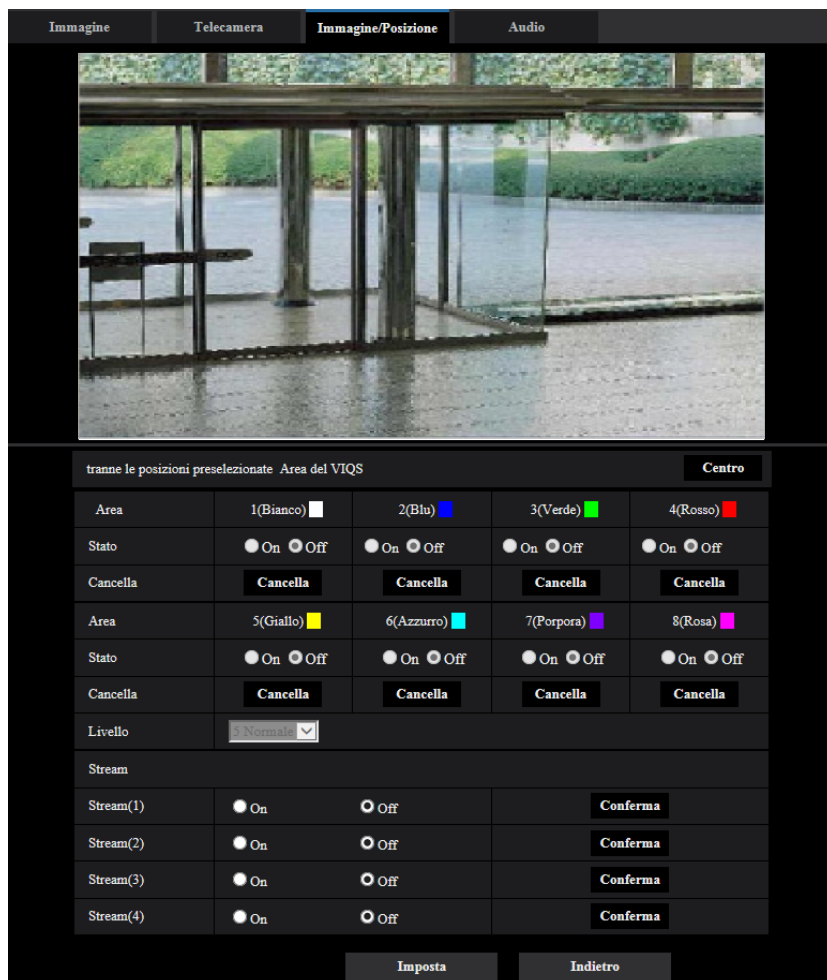 Immagine Telecamera Immagine/Posizione Audio
tranne le posizioni preselezionate Area del VIQS Centro
Area 1(Bianco) 2(Blu) 3(Verde) 4(Rosso)
Stato On Off On Off On Off On Off
Cancella Cancella Cancella Cancella Cancella
Area 5(Giallo) 6(Azzurro) 7(Porpora) 8(Rosa)
Stato On Off On Off On Off On Off
Cancella Cancella Cancella Cancella Cancella
Livello 5 Normale
Stream
Stream(1) On Off Conferma
Stream(2) On Off Conferma
Stream(3) On Off Conferma
Stream(4) On Off Conferma
Imposta Indietro